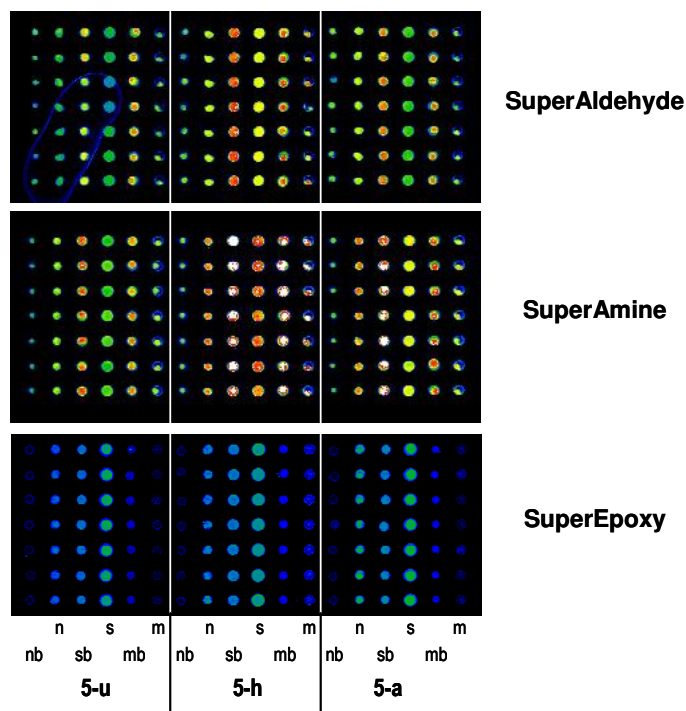 SuperAldehyde
SuperAmine
SuperEpoxy
n s m n s m n s m
nb sb mb nb sb mb nb sb mb
5-u 5-h 5-a